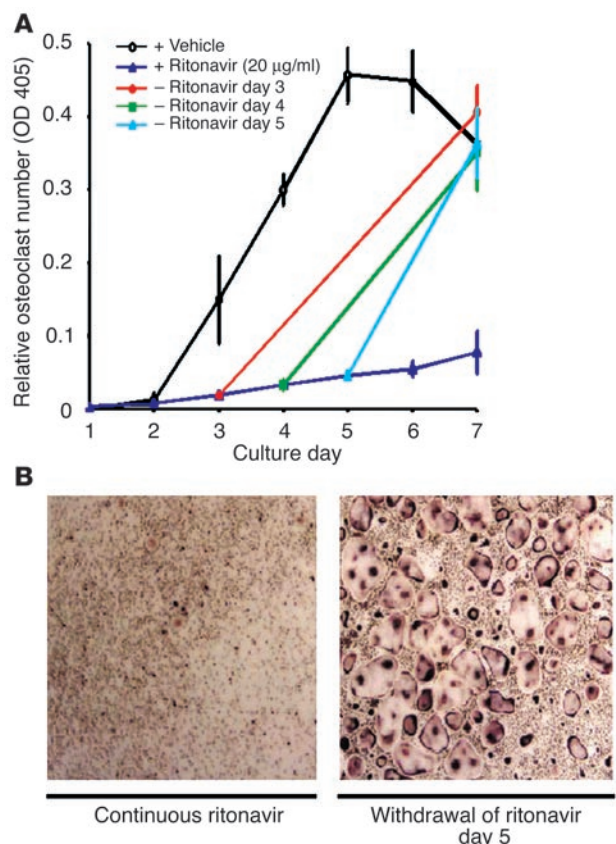 A
+ Vehicle
+ Ritonavir (20 μg/ml)
– Ritonavir day 3
– Ritonavir day 4
– Ritonavir day 5
Relative osteoclast number (OD 405)
0.5
0.4
0.3
0.2
0.1
0
1 2 3 4 5 6 7
Culture day
B
Continuous ritonavir
Withdrawal of ritonavir
day 5